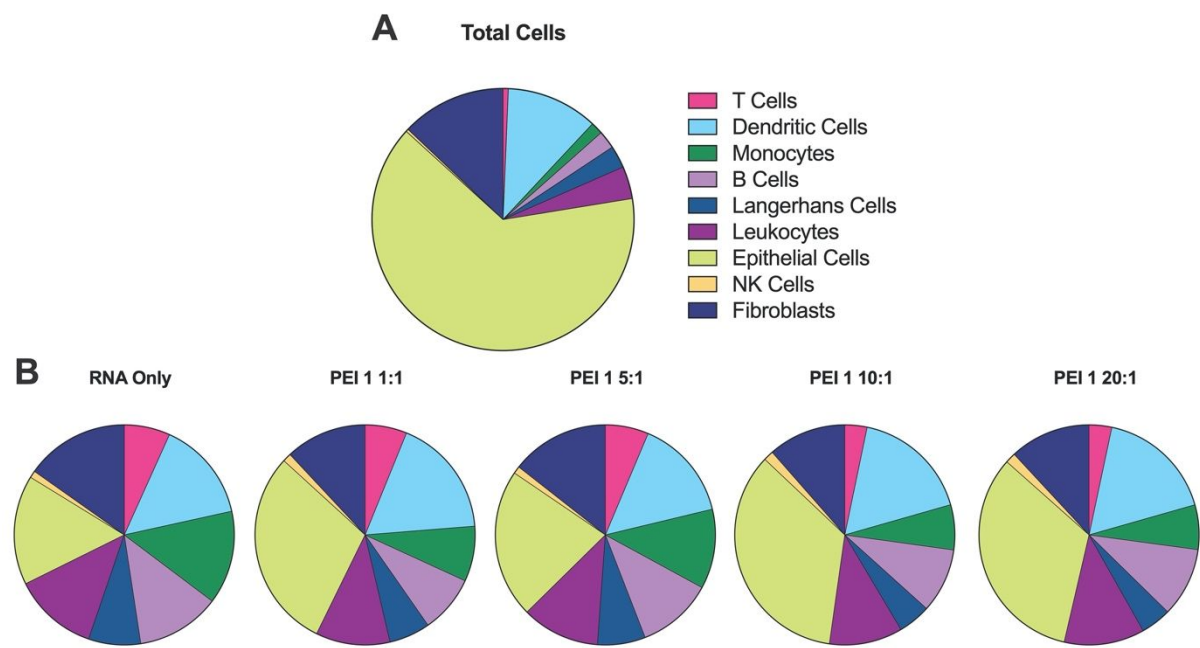 A
Total Cells
T Cells
Dendritic Cells
Monocytes
B Cells
Langerhans Cells
Leukocytes
Epithelial Cells
NK Cells
Fibroblasts
B
RNA Only
PEI 1 1:1
PEI 1 5:1
PEI 1 10:1
PEI 1 20:1